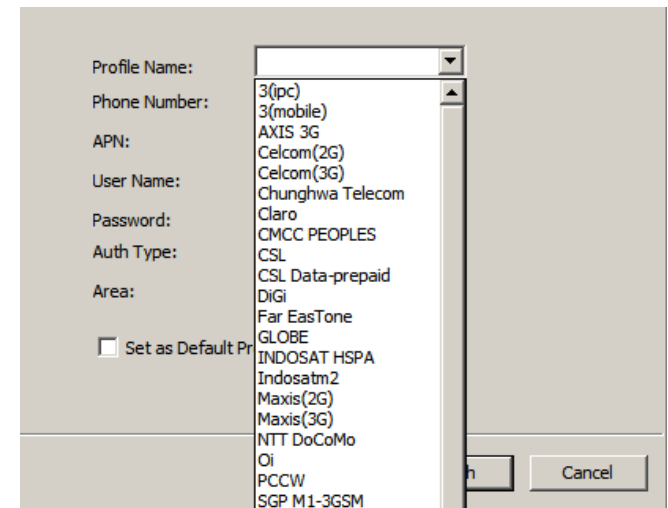 Profile Name:
Phone Number:
APN:
User Name:
Password:
Auth Type:
Area:
Set as Default Pr
3(ipc)
3(mobile)
AXIS 3G
Celcom(2G)
Celcom(3G)
Chunghwa Telecom
Claro
CMCC PEOPLES
CSL
CSL Data-prepaid
DiGi
Far EasTone
GLOBE
INDOSAT HSPA
Indosatm2
Maxis(2G)
Maxis(3G)
NTT DoCoMo
Oi
PCCW
SGP M1-3GSM
h
Cancel